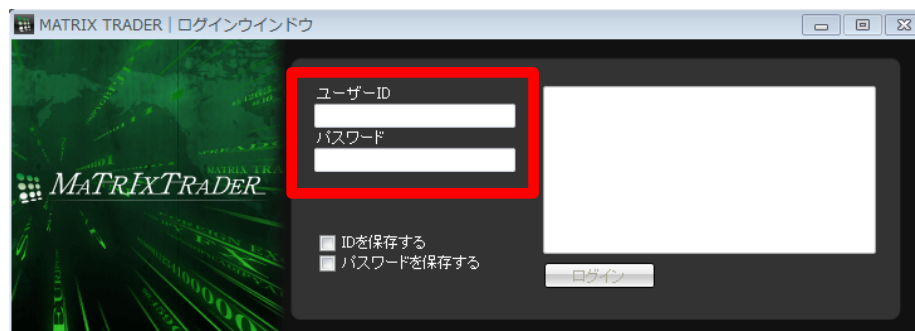 MATRIX TRADER | ログインウインドウ
ユーザーID
パスワード
MATRIXTRADER
IDを保存する
パスワードを保存する
ログイン